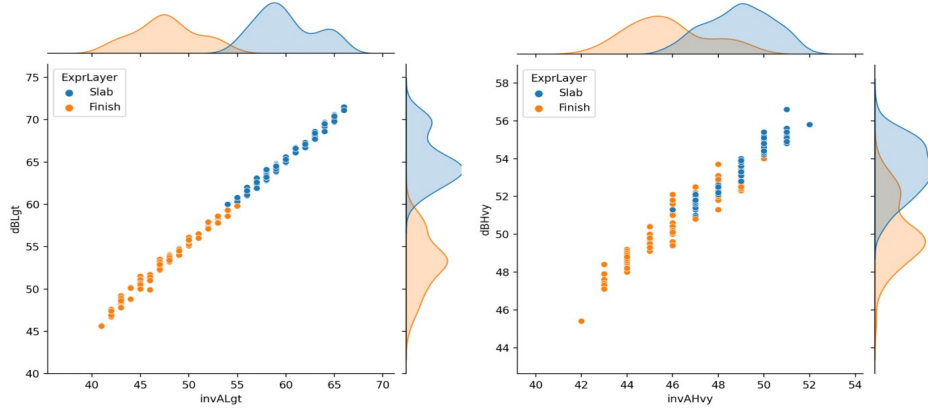 ExprLayer
Slab
Finish
75
70
65
60
55
50
45
40
dBLgt
40 45 50 55 60 65 70
invALgt
ExprLayer
Slab
Finish
58
56
54
52
50
48
46
44
dBHvy
40 42 44 46 48 50 52 54
invAHvy